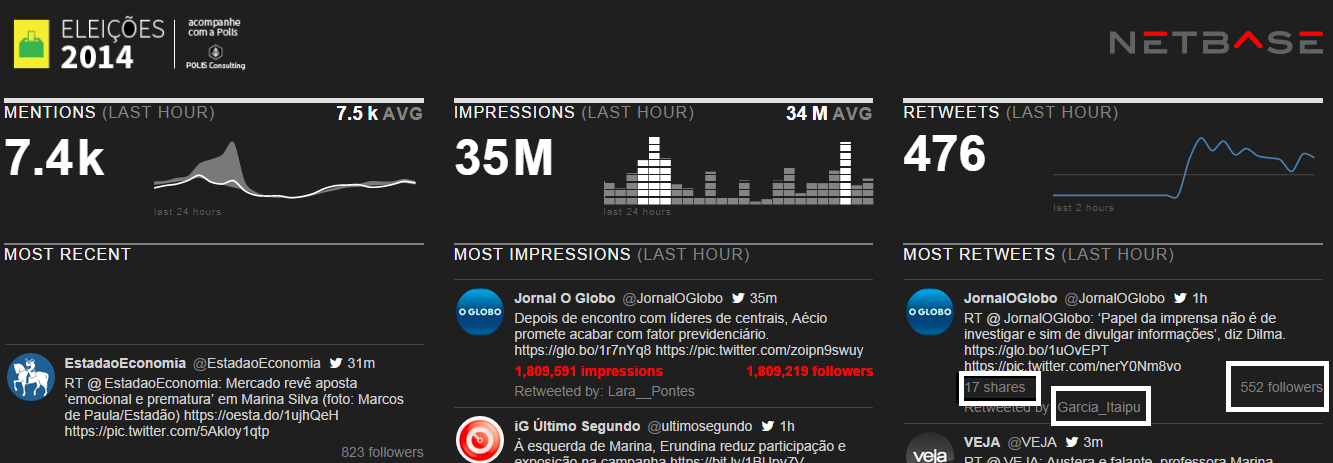 ELEIÇÕES
2014
acompanhe
com a Polis
POLIS Consulting
NETBASE
MENTIONS (LAST HOUR) 7.5 k AVG
7.4k
last 24 hours
IMPRESSIONS (LAST HOUR) 34 M AVG
35M
last 24 hours
RETWEETS (LAST HOUR)
476
last 2 hours
MOST RECENT
EstadaoEconomia @EstadaoEconomia 31m
RT @EstadaoEconomia: Mercado revê aposta
'emocional e prematura' em Marina Silva (foto: Marcos
de Paula/Estadão) https://oesta.do/1ujhQeH
https://pic.twitter.com/5Akloy1qtp
823 followers
MOST IMPRESSIONS (LAST HOUR)
O GLOBO
Jornal O Globo @JornalOGlobo 35m
Depois de encontro com líderes de centrais, Aécio
promete acabar com fator previdenciário.
https://glo.bo/1r7nYq8 https://pic.twitter.com/zoipn9swuy
1,809,591 impressions 1,809,219 followers
Retweeted by: Lara__Pontes
iG Último Segundo @ultimosegundo 1h
À esquerda de Marina, Erundina reduz participação e
exposição na campanha
MOST RETWEETS (LAST HOUR)
O GLOBO
JornalOGlobo @JornalOGlobo 1h
RT @JornalOGlobo: ‘Papel da imprensa não é de
investigar e sim de divulgar informações’, diz Dilma.
https://glo.bo/1uOvEPT
https://pic.twitter.com/nerY0Nm8vo
17 shares 552 followers
Retweeted by Garcia_Itaipu
veja
VEJA @VEJA 3m
RT @VEJA: Austera e falante, professora Marina